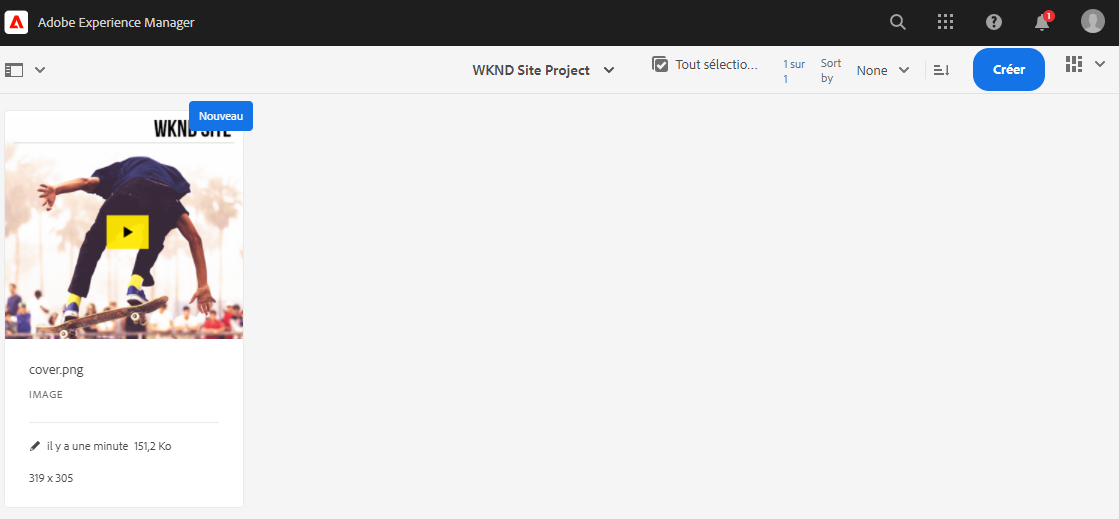 Adobe Experience Manager
1
WKND Site Project
Tout sélectio...
1 sur
1
Sort
by
None
Créer
Nouveau
WKND SITE
cover.png
IMAGE
il y a une minute 151,2 Ko
319 x 305